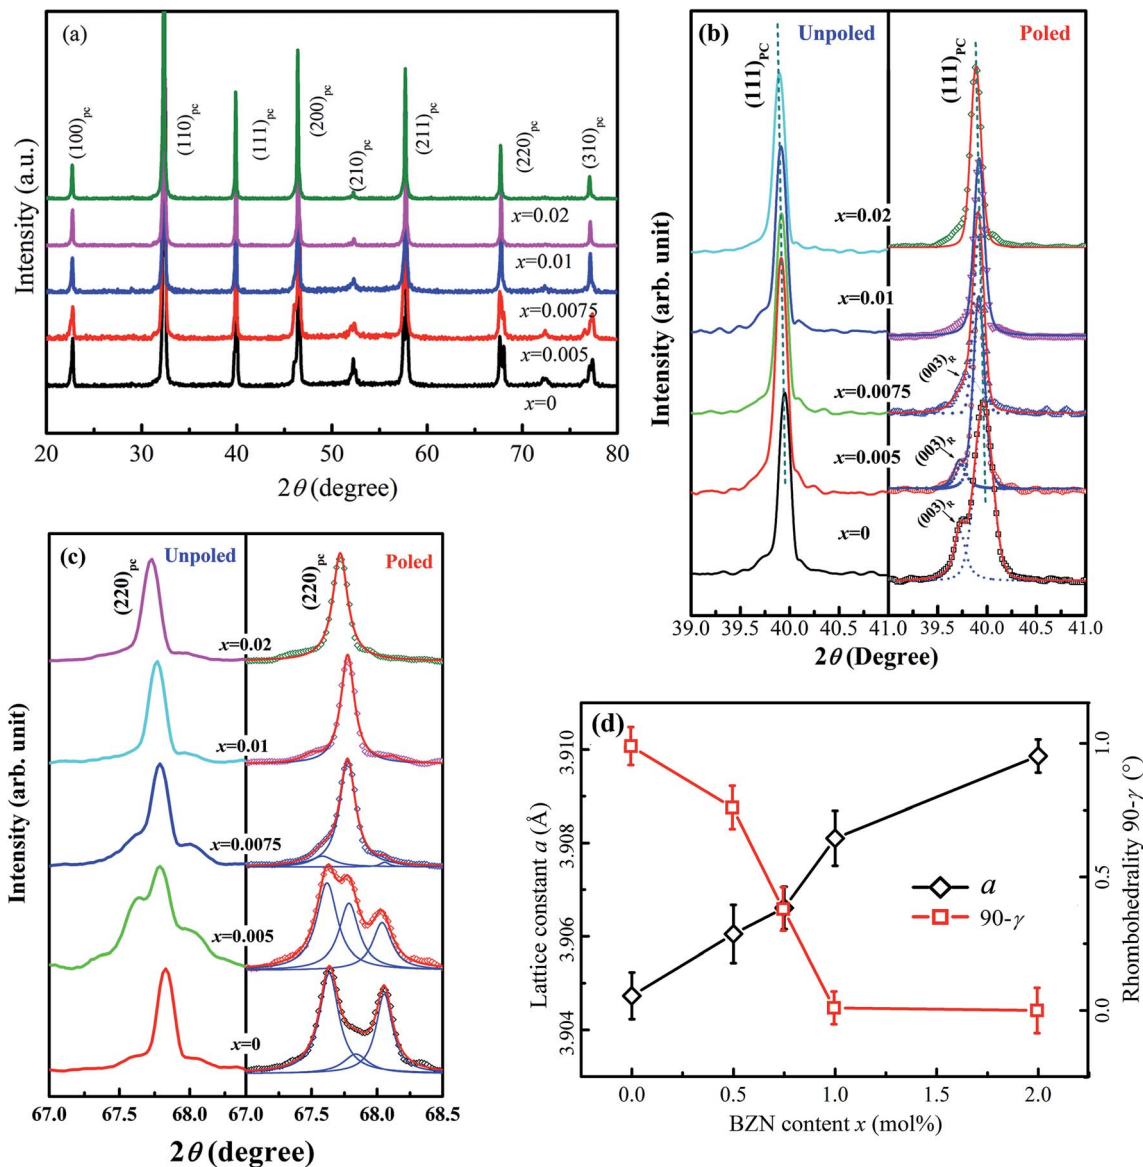 (a)
Intensity (a.u.)
(100)pc
(110)pc
(111)pc
(200)pc
(210)pc
(211)pc
(220)pc
(310)pc
x=0.02
x=0.01
x=0.0075
x=0.005
x=0
20 30 40 50 60 70 80
2θ (degree)
(b)
Unpoled
Poled
Intensity (arb. unit)
(111)PC
(111)PC
x=0.02
x=0.01
x=0.0075
x=0.005
x=0
(003)R
(003)R
(003)R
39.0 39.5 40.0 40.5 41.0 39.5 40.0 40.5 41.0
2θ (Degree)
(c)
Unpoled
Poled
Intensity (arb. unit)
(220)pc
(220)pc
x=0.02
x=0.01
x=0.0075
x=0.005
x=0
67.0 67.5 68.0 67.0 67.5 68.0 68.5
2θ (degree)
(d)
Lattice constant a (Å)
3.910
3.908
3.906
3.904
a
90-γ
Rhombohedrality 90-γ (°)
1.0
0.5
0.0
0.0 0.5 1.0 1.5 2.0
BZN content x (mol%)